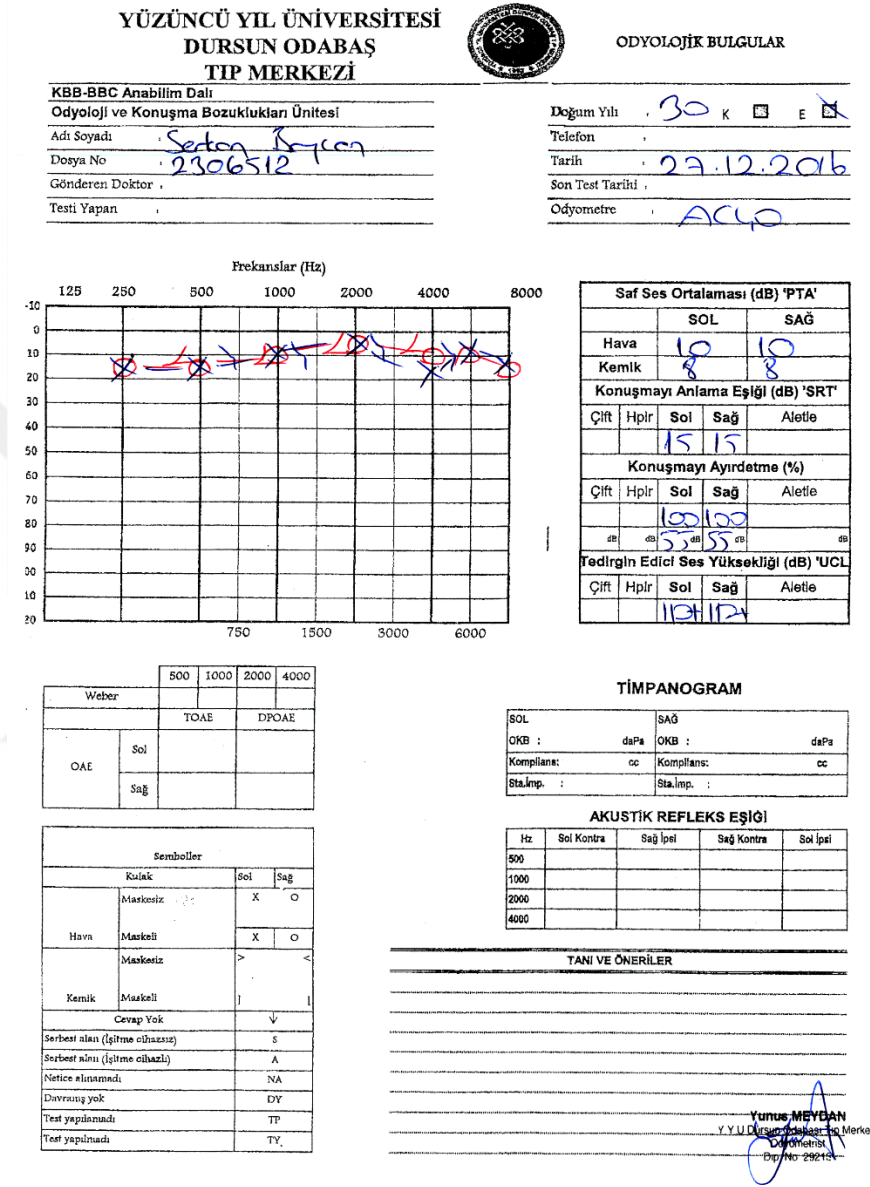 YÜZÜNCÜ YIL ÜNİVERSİTESİ
DURSUN ODABAŞ
TIP MERKEZİ
ODYOLOJİK BULGULAR
KBB-BBC Anabilim Dalı
Odyoloji ve Konuşma Bozuklukları Ünitesi
Adı Soyadı :
Dosya No : 2306512
Gönderen Doktor :
Testi Yapan :
Doğum Yılı : 30 K E X
Telefon :
Tarih : 27.12.2016
Son Test Tarihi :
Odyometre : AC40
Frekanslar (Hz)
125 250 500 1000 2000 4000 8000
-10
0
10
20
30
40
50
60
70
80
90
00
10
20
750 1500 3000 6000
Saf Ses Ortalaması (dB) 'PTA'
SOL SAĞ
Hava 10 10
Kemik 8 8
Konuşmayı Anlama Eşiği (dB) 'SRT'
Çift Hplr Sol Sağ Aletle
15 15
Konuşmayı Ayırdetme (%)
Çift Hplr Sol Sağ Aletle
100 100
dB dB 55 dB 55 dB dB
Tedirgin Edici Ses Yüksekliği (dB) 'UCL
Çift Hplr Sol Sağ Aletle
500 1000 2000 4000
Weber
TOAE DPOAE
OAE
Sol
Sağ
TİMPANOGRAM
SOL SAĞ
OKB : daPa OKB : daPa
Komplians: cc Komplians: cc
Sta.İmp. : Sta.İmp. :
AKUSTİK REFLEKS EŞİĞİ
Hz Sol Kontra Sağ İpsi Sağ Kontra Sol İpsi
500
1000
2000
4000
Semboller
Kulak Sol Sağ
Maskesiz X O
Hava Maskeli X O
Maskesiz > <
Kemik Maskeli ] [
Cevap Yok ↓
Serbest alan (İşitme cihazsız) S
Serbest alan (İşitme cihazlı) A
Netice alınamadı NA
Davranış yok DY
Test yapılamadı TP
Test yapılmadı TY
TANI VE ÖNERİLER
Yunus MEYDAN
Y.Y.U Dursun Odabaşı Tıp Merke
Odyometrist
Dip. No